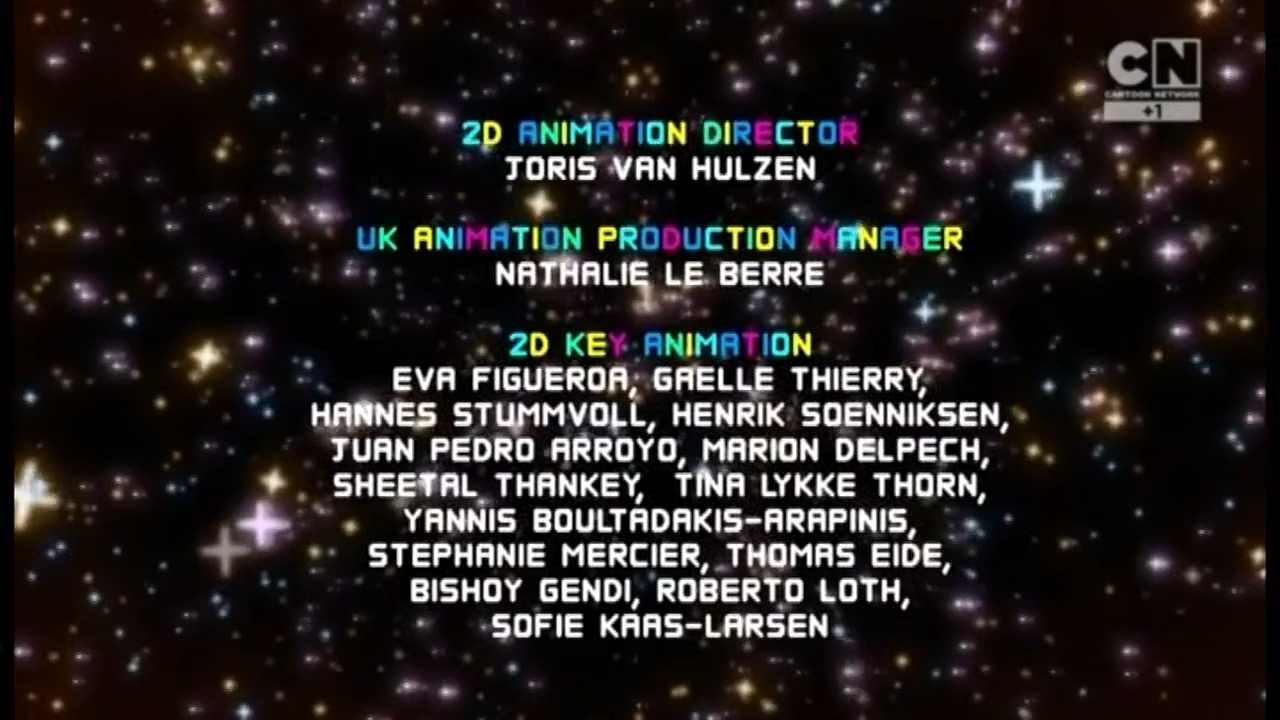 CN
CARTOON NETWORK
+1
2D ANIMATION DIRECTOR
JORIS VAN HULZEN
UK ANIMATION PRODUCTION MANAGER
NATHALIE LE BERRE
2D KEY ANIMATION
EVA FIGUEROA, GAELLE THIERRY,
HANNES STUMMVOLL, HENRIK SOENNIKSEN,
JUAN PEDRO ARROYO, MARION DELPECH,
SHEETAL THANKEY, TINA LYKKE THORN,
YANNIS BOULTADAKIS-ARAPINIS,
STEPHANIE MERCIER, THOMAS EIDE,
BISHOY GENDI, ROBERTO LOTH,
SOFIE KAAS-LARSEN